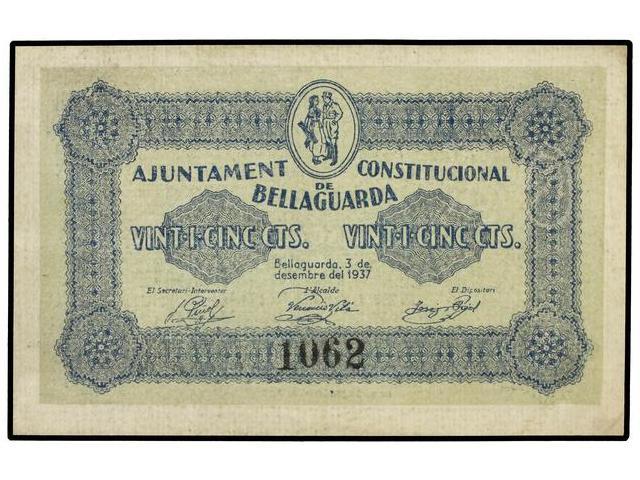 AJUNTAMENT CONSTITUCIONAL
DE
BELLAGUARDA
VINT-I-CINC CTS. VINT-I-CINC CTS.
Bellaguarda, 3 de
desembre del 1937
El Secretari-Interventor L'Alcalde El Dipositari
1062